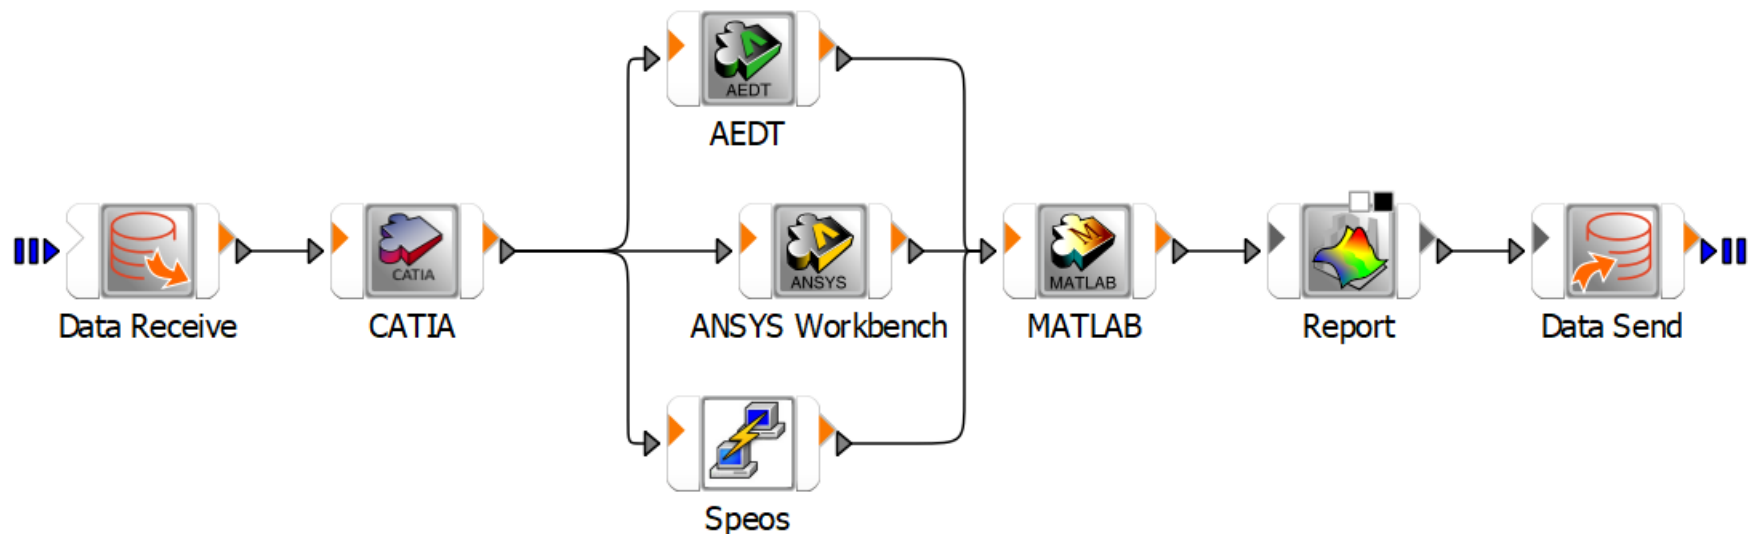 AEDT
AEDT
CATIA
ANSYS
MATLAB
Data Receive
CATIA
ANSYS Workbench
MATLAB
Report
Data Send
Speos